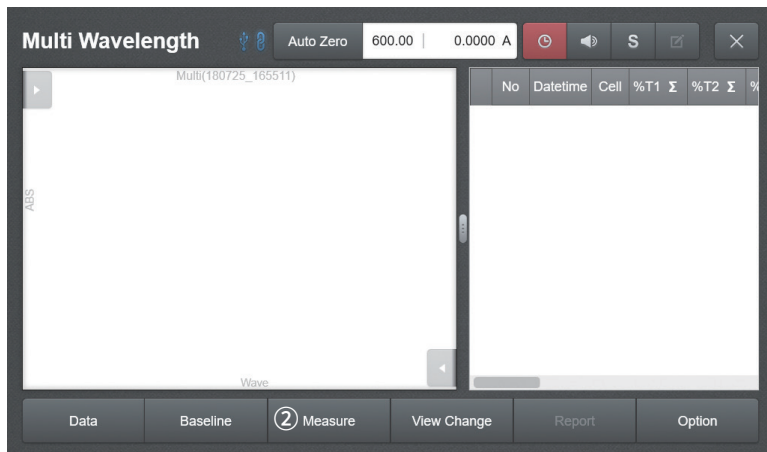 Multi Wavelength Auto Zero 600.00 | 0.0000 A S
Multi(180725_165511)
No Datetime Cell %T1 Σ %T2 Σ %
ABS
Wave
Data Baseline ② Measure View Change Report Option